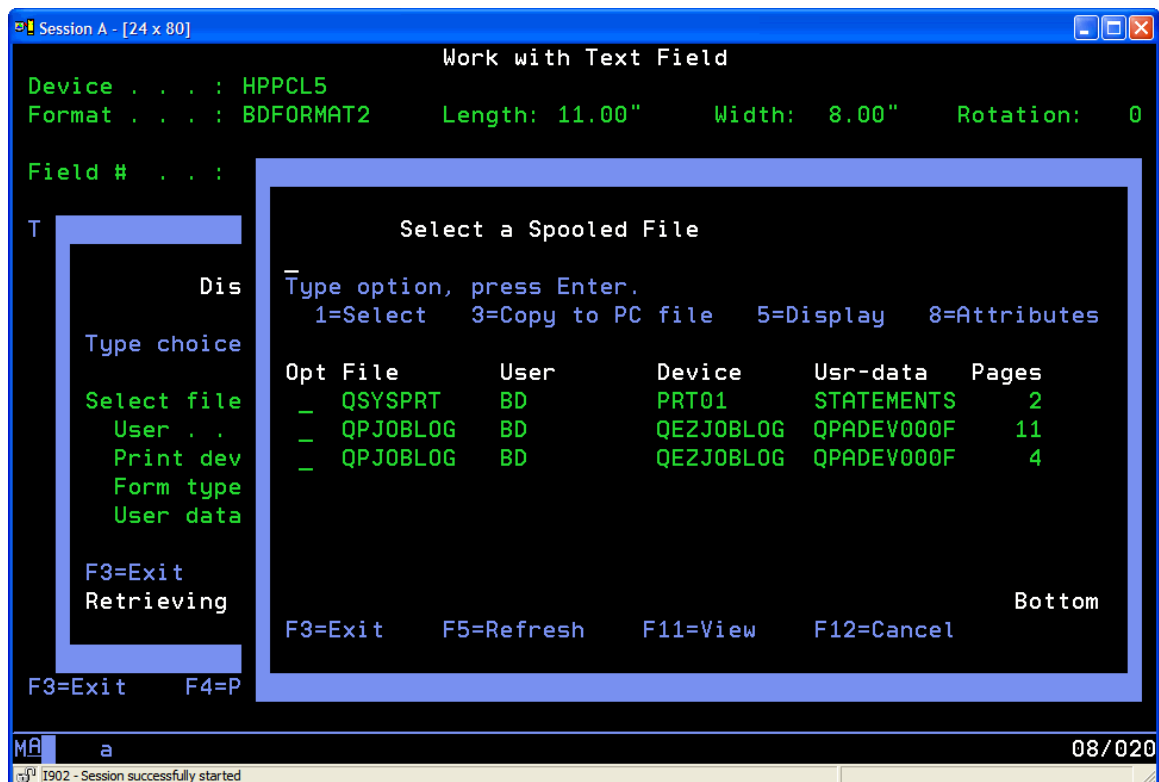 Session A - [24 x 80]
Work with Text Field
Device . . . : HPPCL5
Format . . . : BDFORMAT2 Length: 11.00" Width: 8.00" Rotation: 0
Field # . . :
T
Select a Spooled File
Dis
Type option, press Enter.
1=Select 3=Copy to PC file 5=Display 8=Attributes
Type choice
Opt File User Device Usr-data Pages
Select file
_ QSYSPRT BD PRT01 STATEMENTS 2
User . .
_ QPJOBLOG BD QEZJOBLOG QPADEV000F 11
Print dev
_ QPJOBLOG BD QEZJOBLOG QPADEV000F 4
Form type
User data
F3=Exit
Retrieving
Bottom
F3=Exit F5=Refresh F11=View F12=Cancel
F3=Exit F4=P
MA a 08/020
I902 - Session successfully started